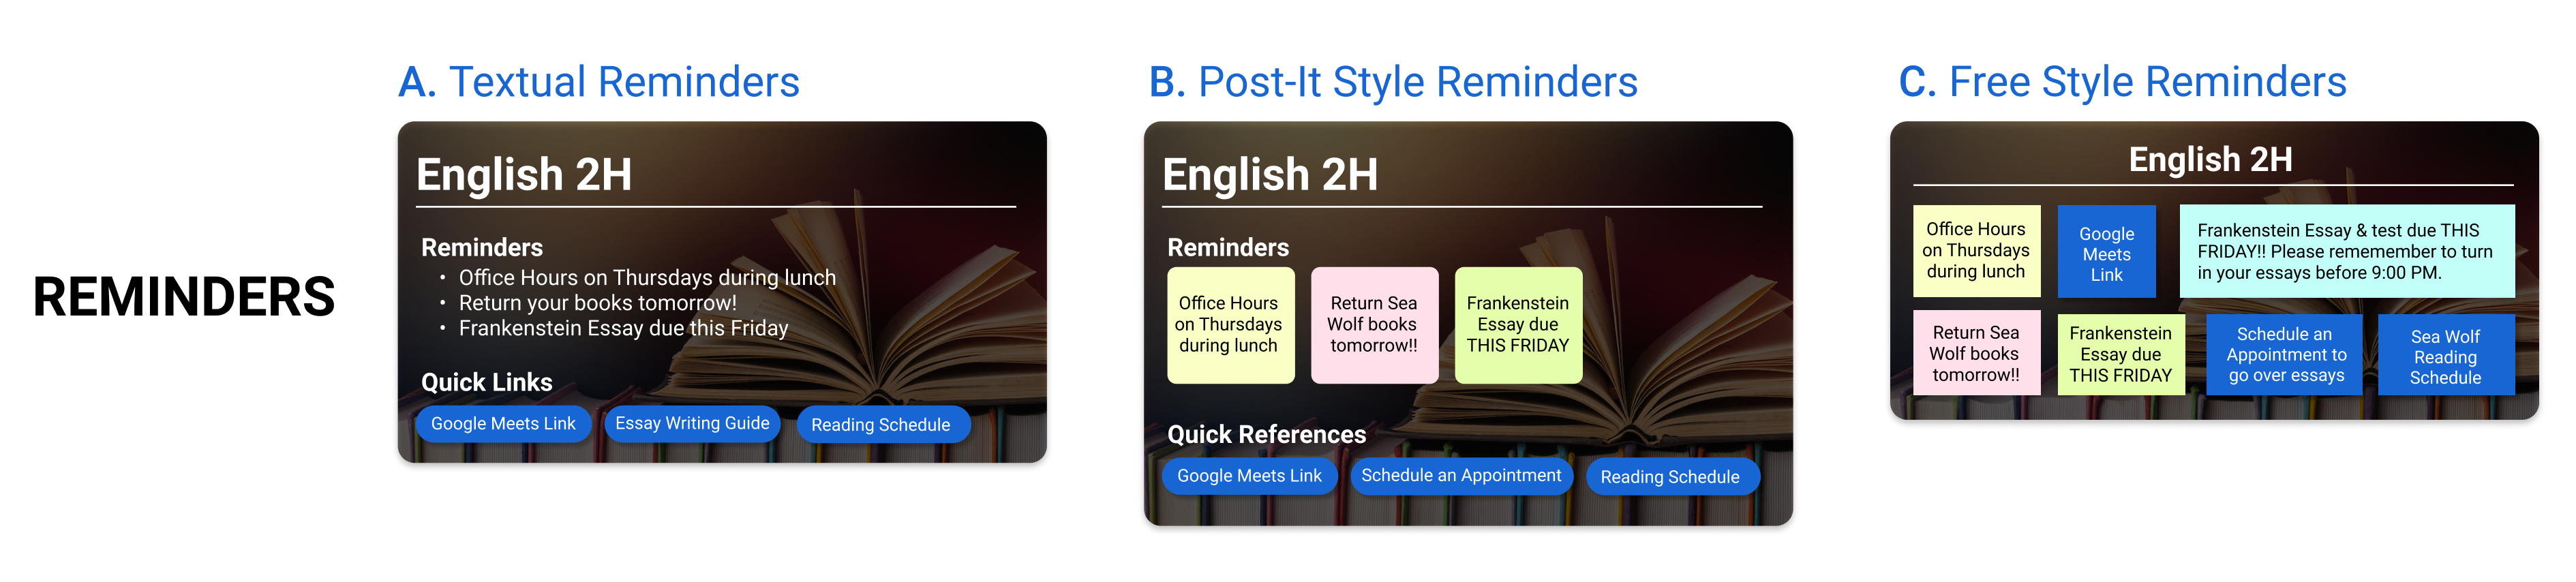 REMINDERS
A. Textual Reminders
English 2H
Reminders
• Office Hours on Thursdays during lunch
• Return your books tomorrow!
• Frankenstein Essay due this Friday
Quick Links
Google Meets Link
Essay Writing Guide
Reading Schedule
B. Post-It Style Reminders
English 2H
Reminders
Office Hours
on Thursdays
during lunch
Return Sea
Wolf books
tomorrow!!
Frankenstein
Essay due
THIS FRIDAY
Quick References
Google Meets Link
Schedule an Appointment
Reading Schedule
C. Free Style Reminders
English 2H
Office Hours
on Thursdays
during lunch
Google
Meets
Link
Frankenstein Essay & test due THIS
FRIDAY!! Please rememember to turn
in your essays before 9:00 PM.
Return Sea
Wolf books
tomorrow!!
Frankenstein
Essay due
THIS FRIDAY
Schedule an
Appointment to
go over essays
Sea Wolf
Reading
Schedule